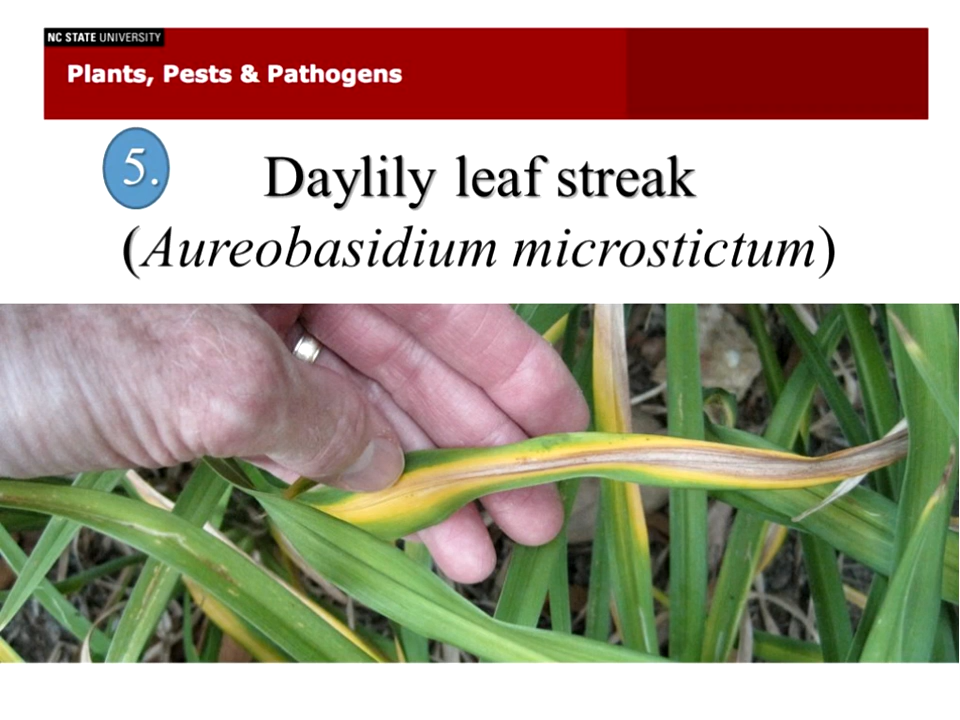 NC STATE UNIVERSITY
Plants, Pests & Pathogens
5.
Daylily leaf streak
(Aureobasidium microstictum)